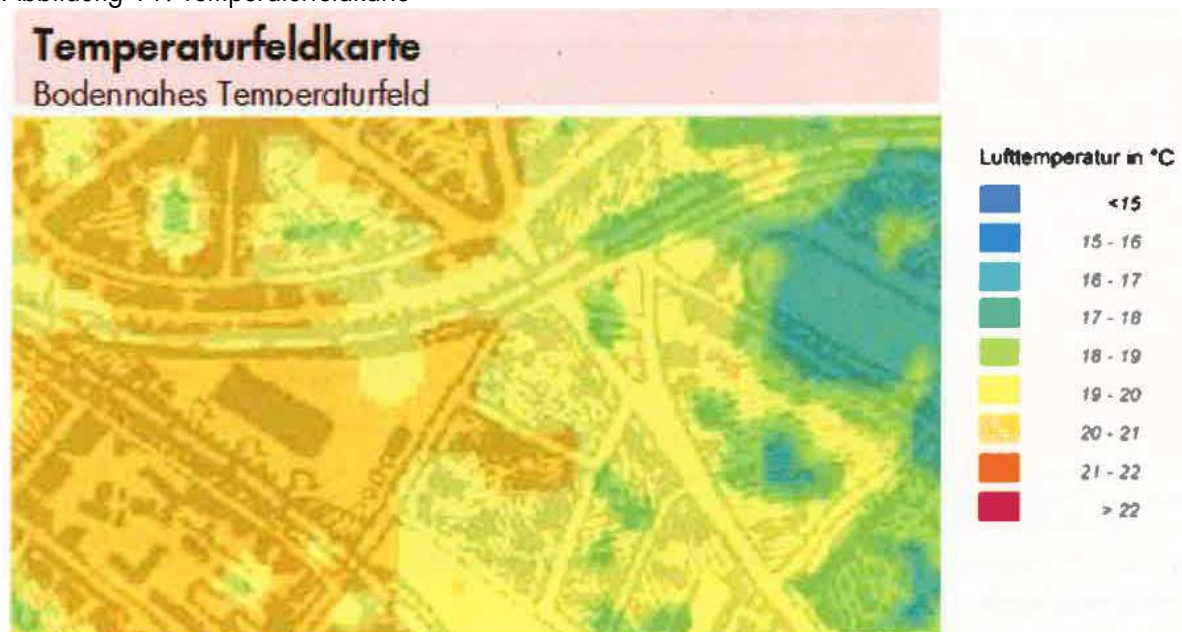 Temperaturfeldkarte
Bodennahes Temperaturfeld
Lufttemperatur in °C
<15
15 - 16
16 - 17
17 - 18
18 - 19
19 - 20
20 - 21
21 - 22
> 22